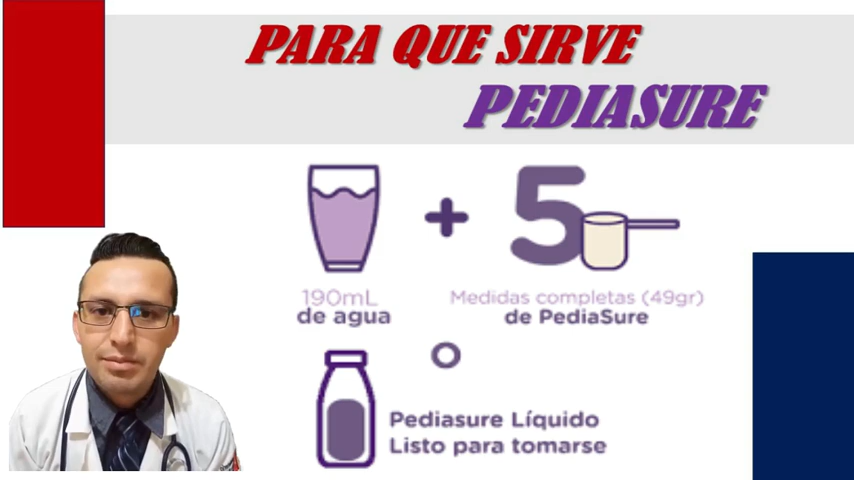 PARA QUE SIRVE
PEDIASURE
5
190mL
de agua
Medidas completas (49gr)
de PediaSure
O
Pediasure Líquido
Listo para tomarse